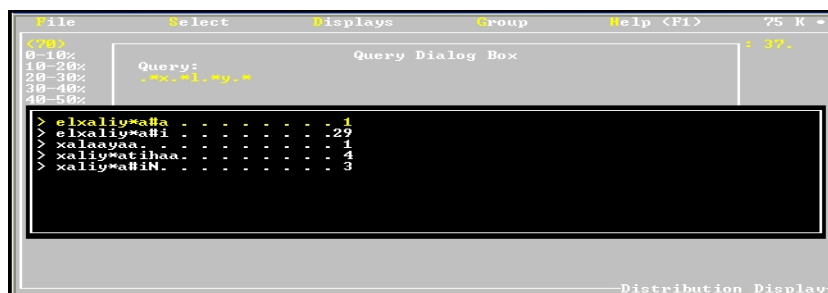 File Select Displays Group Help <F1> 75 K •
<70> : 37.
0-10% Query Dialog Box
10-20% Query:
20-30% .*x.*l.*y.*
30-40%
40-50%
> elxaliy*a#a . . . . . . . . 1
> elxaliy*a#i . . . . . . . .29
> xalaayaa. . . . . . . . . . 1
> xaliy*atihaa. . . . . . . . 4
> xaliy*a#iN. . . . . . . . . 3
Distribution Display